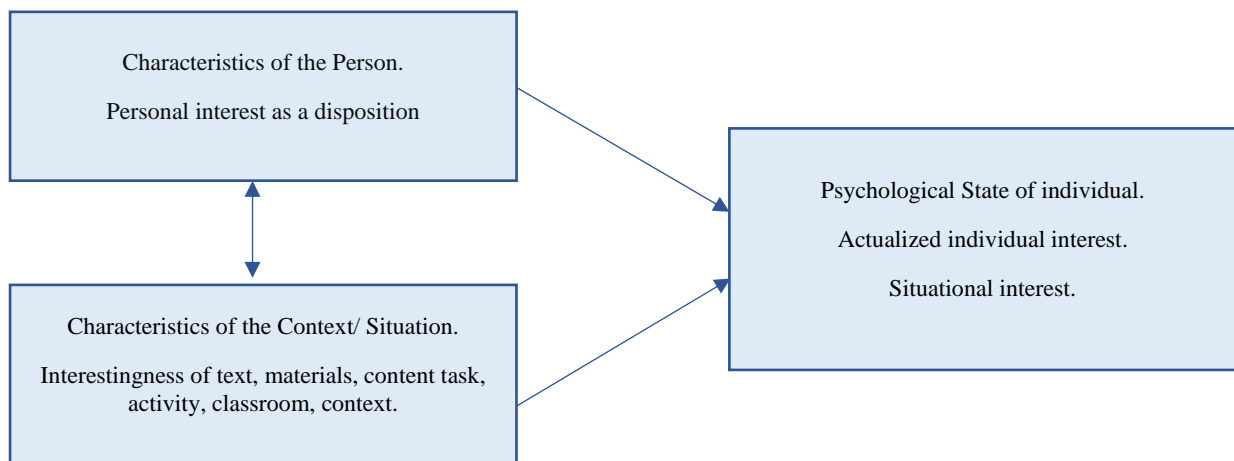 Characteristics of the Person.
Personal interest as a disposition
Psychological State of individual.
Actualized individual interest.
Situational interest.
Characteristics of the Context/ Situation.
Interestingness of text, materials, content task,
activity, classroom, context.